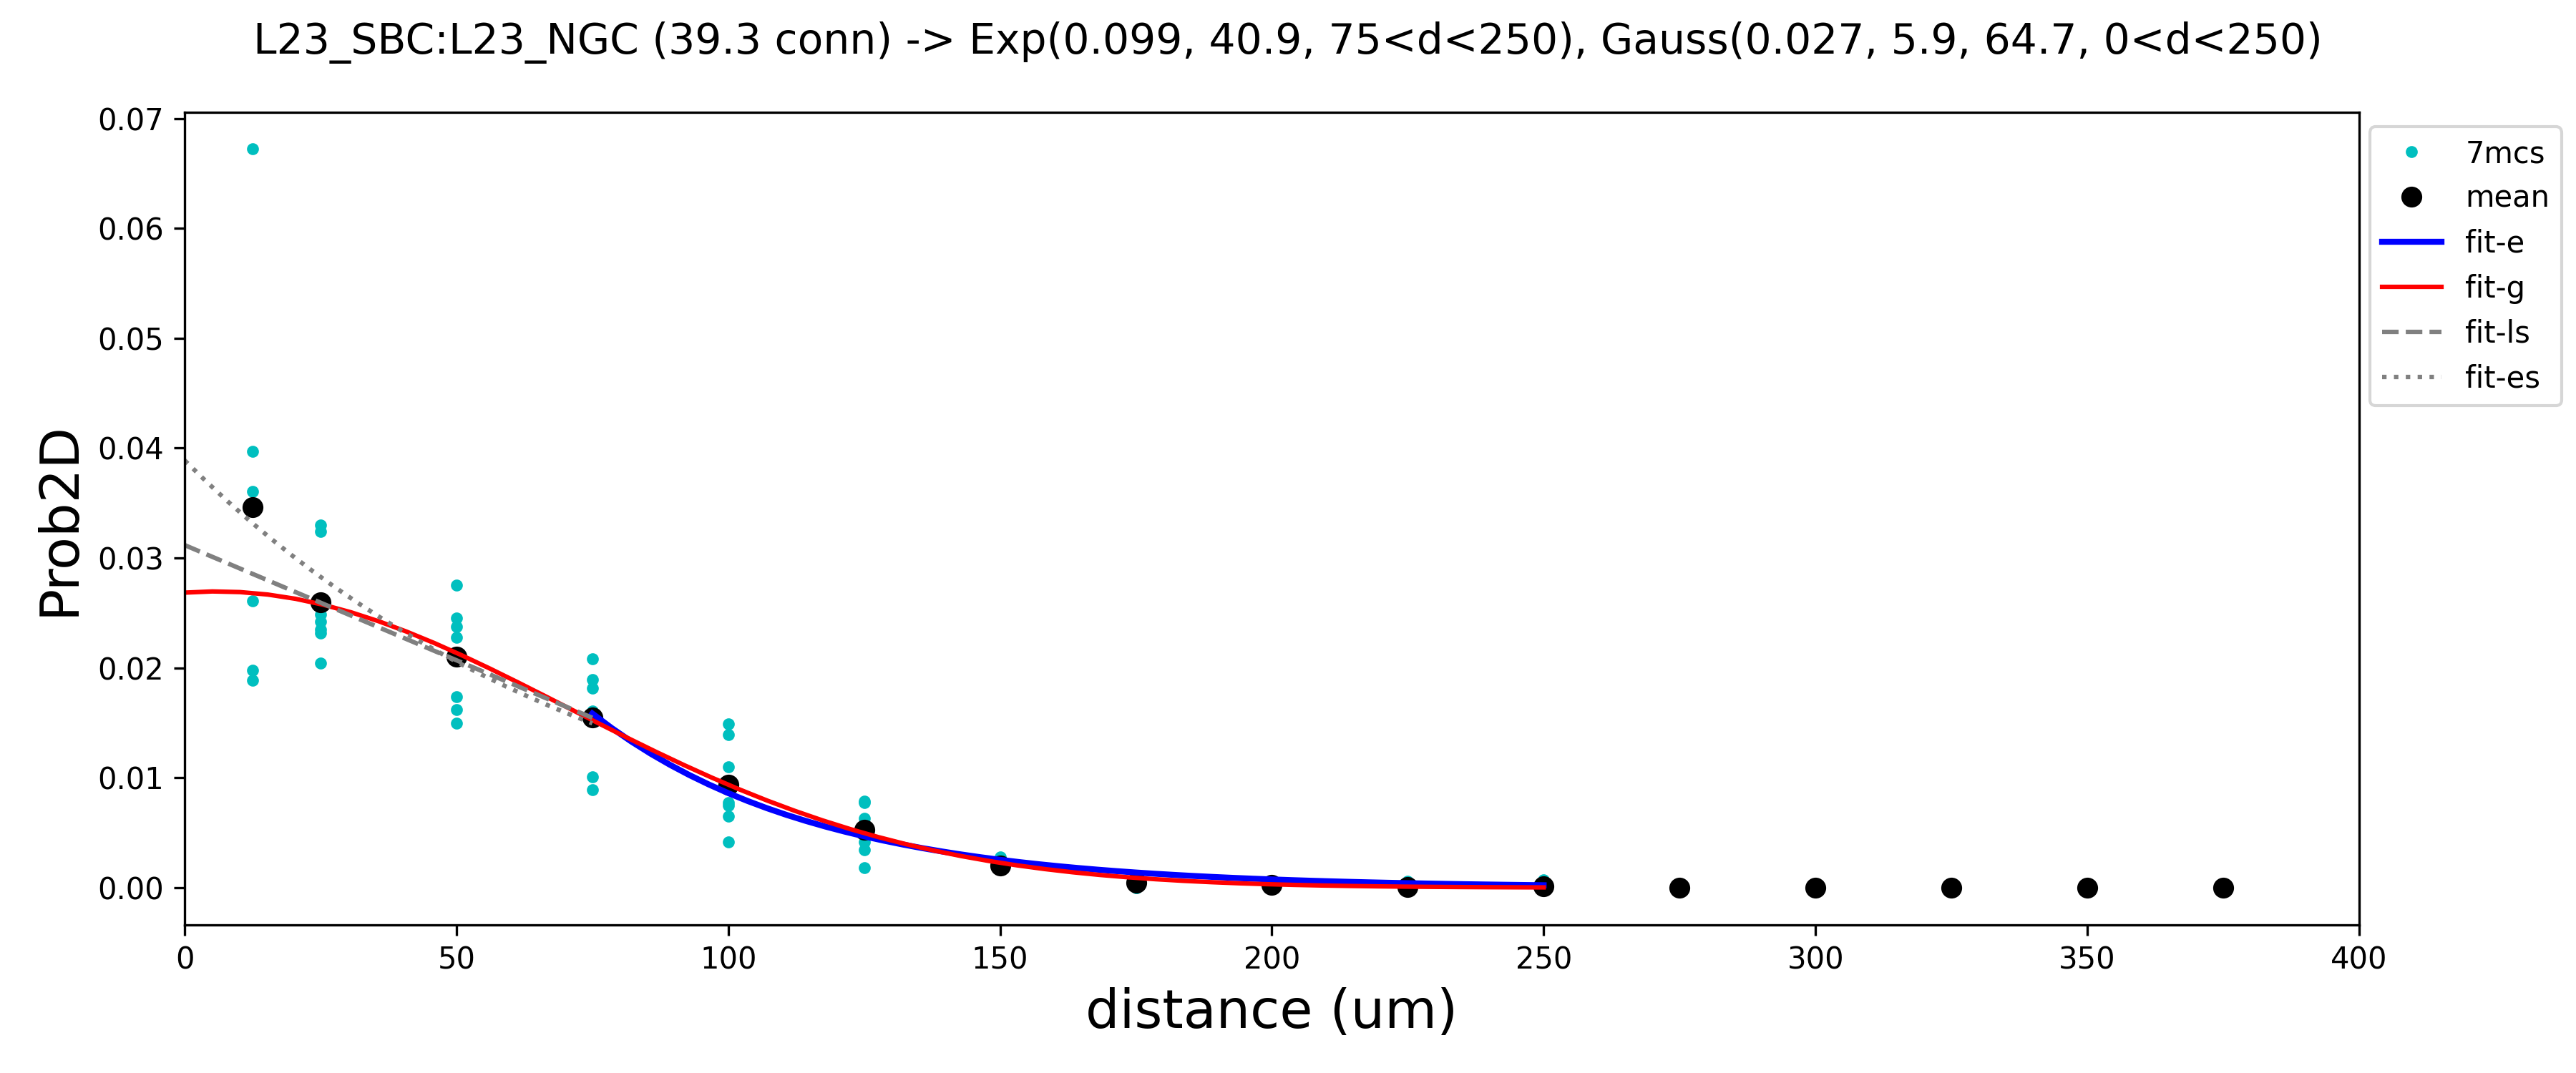 L23_SBC:L23_NGC (39.3 conn) -> Exp(0.099, 40.9, 75<d<250), Gauss(0.027, 5.9, 64.7, 0<d<250)
0.07
0.06
0.05
0.04
0.03
0.02
0.01
0.00
Prob2D
0 50 100 150 200 250 300 350 400
distance (um)
7mcs
mean
fit-e
fit-g
fit-ls
fit-es